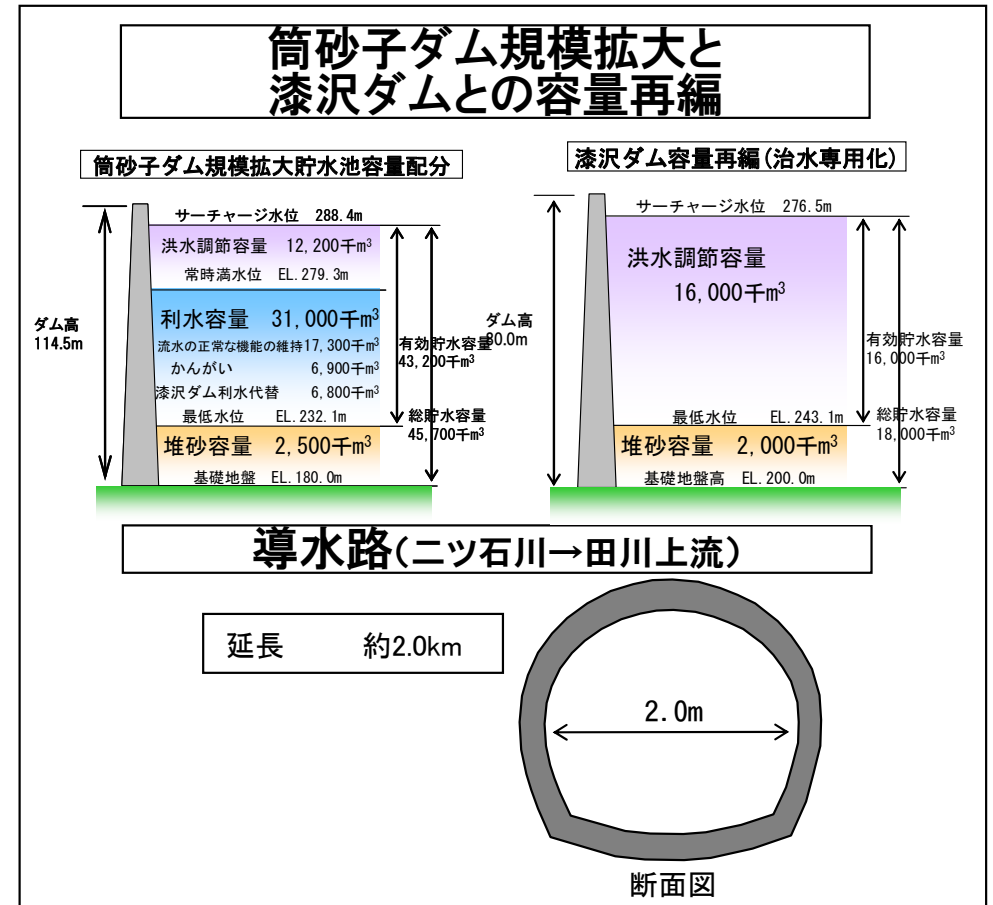 筒砂子ダム規模拡大と
漆沢ダムとの容量再編
筒砂子ダム規模拡大貯水池容量配分
サーチャージ水位 288.4m
洪水調節容量 12,200千m³
常時満水位 EL.279.3m
利水容量 31,000千m³
流水の正常な機能の維持17,300千m³
かんがい 6,900千m³
漆沢ダム利水代替 6,800千m³
最低水位 EL.232.1m
堆砂容量 2,500千m³
基礎地盤 EL.180.0m
ダム高
114.5m
有効貯水容量
43,200千m³
総貯水容量
45,700千m³
漆沢ダム容量再編(治水専用化)
サーチャージ水位 276.5m
洪水調節容量
16,000千m³
最低水位 EL.243.1m
堆砂容量 2,000千m³
基礎地盤高 EL.200.0m
ダム高
80.0m
有効貯水容量
16,000千m³
総貯水容量
18,000千m³
導水路(二ツ石川→田川上流)
延長 約2.0km
2.0m
断面図